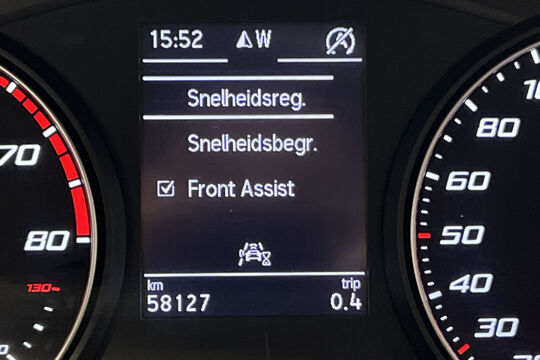 15:52 W A
Snelheidsreg.
Snelheidsbegr.
Front Assist
km trip
58127 0.4
70
80
130
80
60
50
40
30